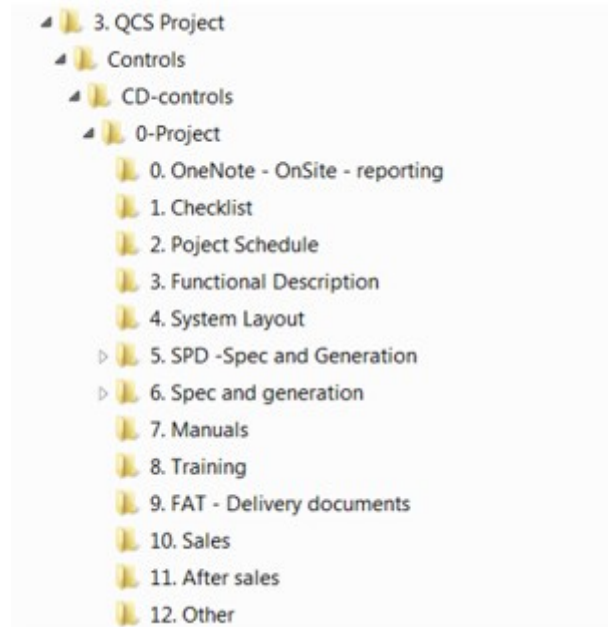 3. QCS Project
Controls
CD-controls
0-Project
0. OneNote - OnSite - reporting
1. Checklist
2. Poject Schedule
3. Functional Description
4. System Layout
5. SPD -Spec and Generation
6. Spec and generation
7. Manuals
8. Training
9. FAT - Delivery documents
10. Sales
11. After sales
12. Other